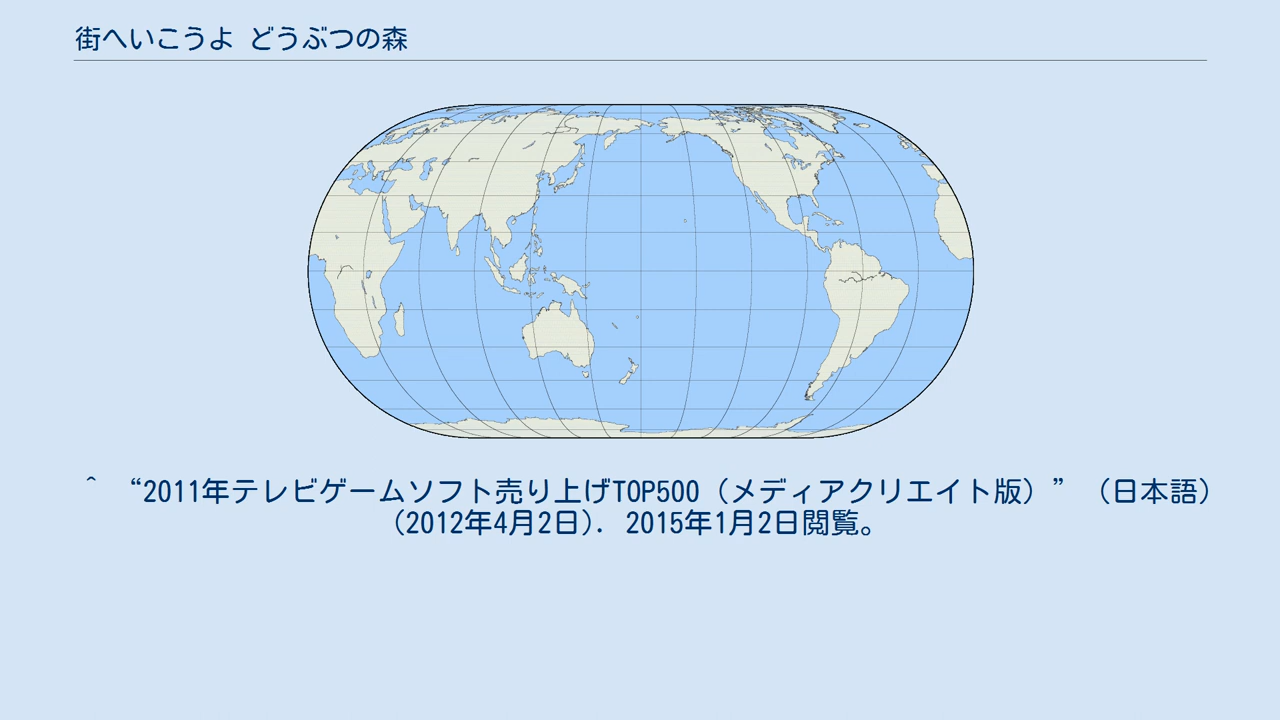 街へいこうよ どうぶつの森
^ “2011年テレビゲームソフト売り上げTOP500（メディアクリエイト版）” （日本語）
(2012年4月2日). 2015年1月2日閲覧。